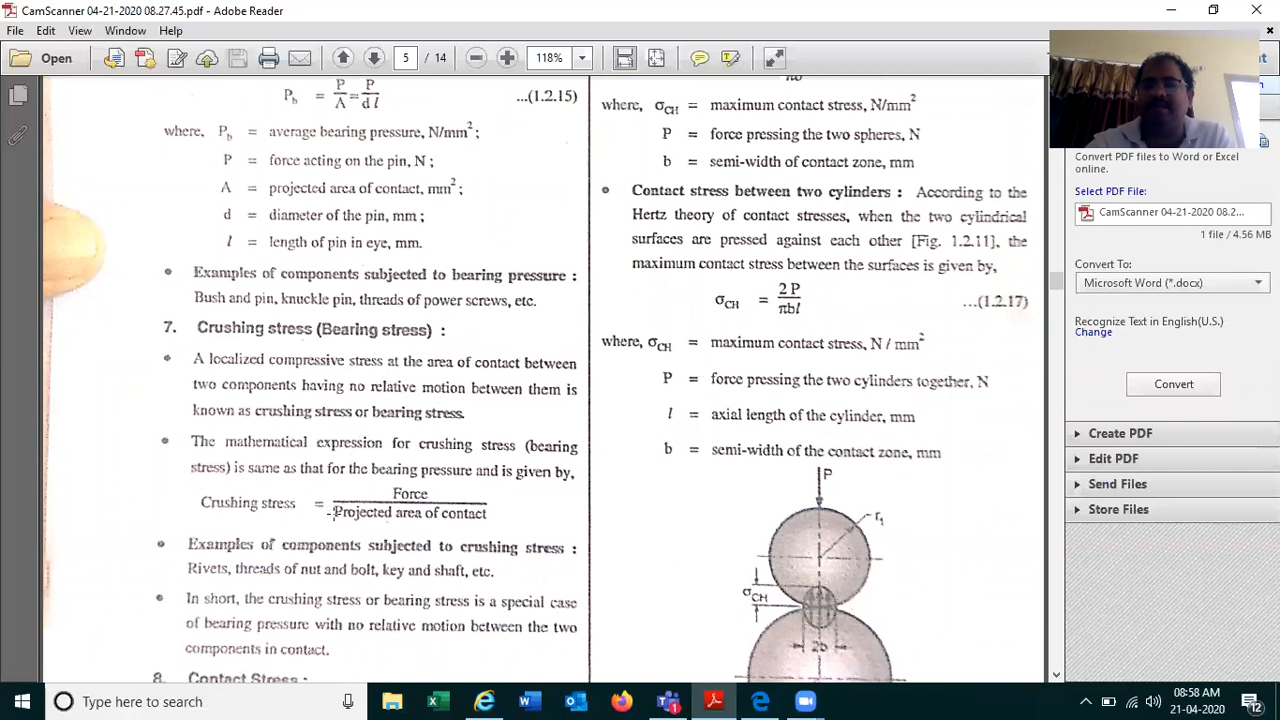 CamScanner 04-21-2020 08.27.45.pdf - Adobe Reader
File Edit View Window Help
Open 5 / 14 118%
P_b = P/A = P/d l ...(1.2.15)
where, P_b = average bearing pressure, N/mm²;
P = force acting on the pin, N ;
A = projected area of contact, mm² ;
d = diameter of the pin, mm ;
l = length of pin in eye, mm.
• Examples of components subjected to bearing pressure :
Bush and pin, knuckle pin, threads of power screws, etc.
7. Crushing stress (Bearing stress) :
• A localized compressive stress at the area of contact between
two components having no relative motion between them is
known as crushing stress or bearing stress.
• The mathematical expression for crushing stress (bearing
stress) is same as that for the bearing pressure and is given by,
Crushing stress = Force / Projected area of contact
• Examples of components subjected to crushing stress :
Rivets, threads of nut and bolt, key and shaft, etc.
• In short, the crushing stress or bearing stress is a special case
of bearing pressure with no relative motion between the two
components in contact.
8. Contact Stress :
where, σ_CH = maximum contact stress, N/mm²
P = force pressing the two spheres, N
b = semi-width of contact zone, mm
• Contact stress between two cylinders : According to the
Hertz theory of contact stresses, when the two cylindrical
surfaces are pressed against each other [Fig. 1.2.11], the
maximum contact stress between the surfaces is given by,
σ_CH = 2 P/πbl ...(1.2.17)
where, σ_CH = maximum contact stress, N / mm²
P = force pressing the two cylinders together, N
l = axial length of the cylinder, mm
b = semi-width of the contact zone, mm
P
r₁
σ_CH
2b
Convert PDF files to Word or Excel
online.
Select PDF File:
CamScanner 04-21-2020 08.2...
1 file / 4.56 MB
Convert To:
Microsoft Word (*.docx)
Recognize Text in English(U.S.)
Change
Convert
Create PDF
Edit PDF
Send Files
Store Files
Type here to search
08:58 AM
21-04-2020
12